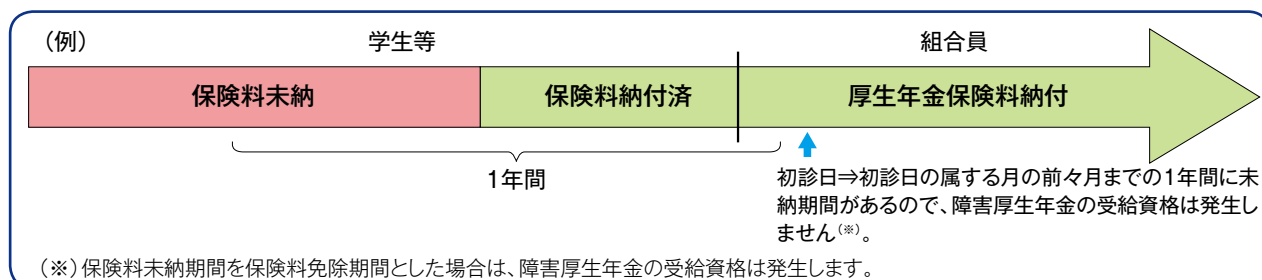 （例）
学生等
組合員
保険料未納
保険料納付済
厚生年金保険料納付
1年間
初診日⇒初診日の属する月の前々月までの1年間に未
納期間があるので、障害厚生年金の受給資格は発生し
ません（※）。
（※）保険料未納期間を保険料免除期間とした場合は、障害厚生年金の受給資格は発生します。